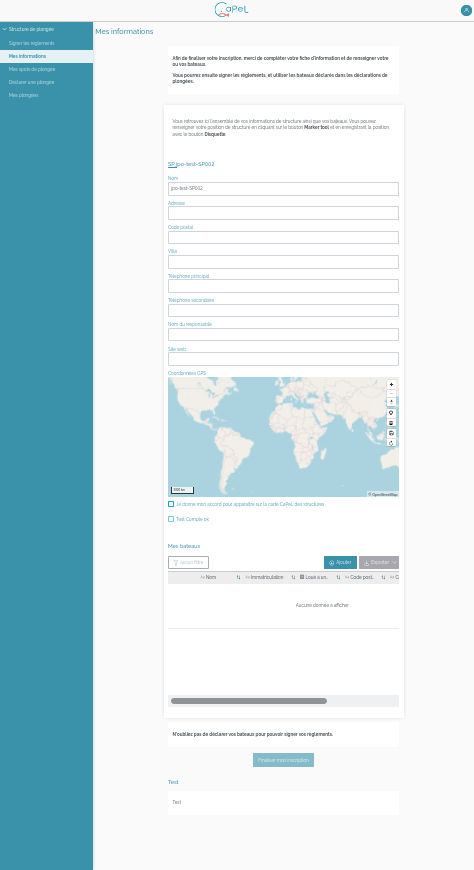 CaPeL
Structure de plongée
Signer les règlements
Mes informations
Mes spots de plongée
Déclarer une plongée
Mes plongées
Mes informations
Afin de finaliser votre inscription, merci de compléter votre fiche d'information et de renseigner votre
ou vos bateaux.
Vous pourrez ensuite signer les règlements, et utiliser les bateaux déclarés dans les déclarations de
plongées.
Vous retrouvez ici l'ensemble de vos informations de structure ainsi que vos bateaux. Vous pouvez
renseigner votre position de structure en cliquant sur le bouton Marker tool et en enregistrant la position
avec le bouton Disquette.
SP jpo-test-SP002
Nom
jpo-test-SP002
Adresse
Code postal
Ville
Téléphone principal
Téléphone secondaire
Nom du responsable
Site web
Coordonnées GPS
© OpenStreetMap
Je donne mon accord pour apparaître sur la carte CaPeL des structures
Test Compte ok
Mes bateaux
Aucun filtre
Ajouter
Exporter
Nom
Immatriculation
Loué à un..
Code post..
Aucune donnée à afficher
N'oubliez pas de déclarer vos bateaux pour pouvoir signer vos règlements.
Finaliser mon inscription
Test
Test